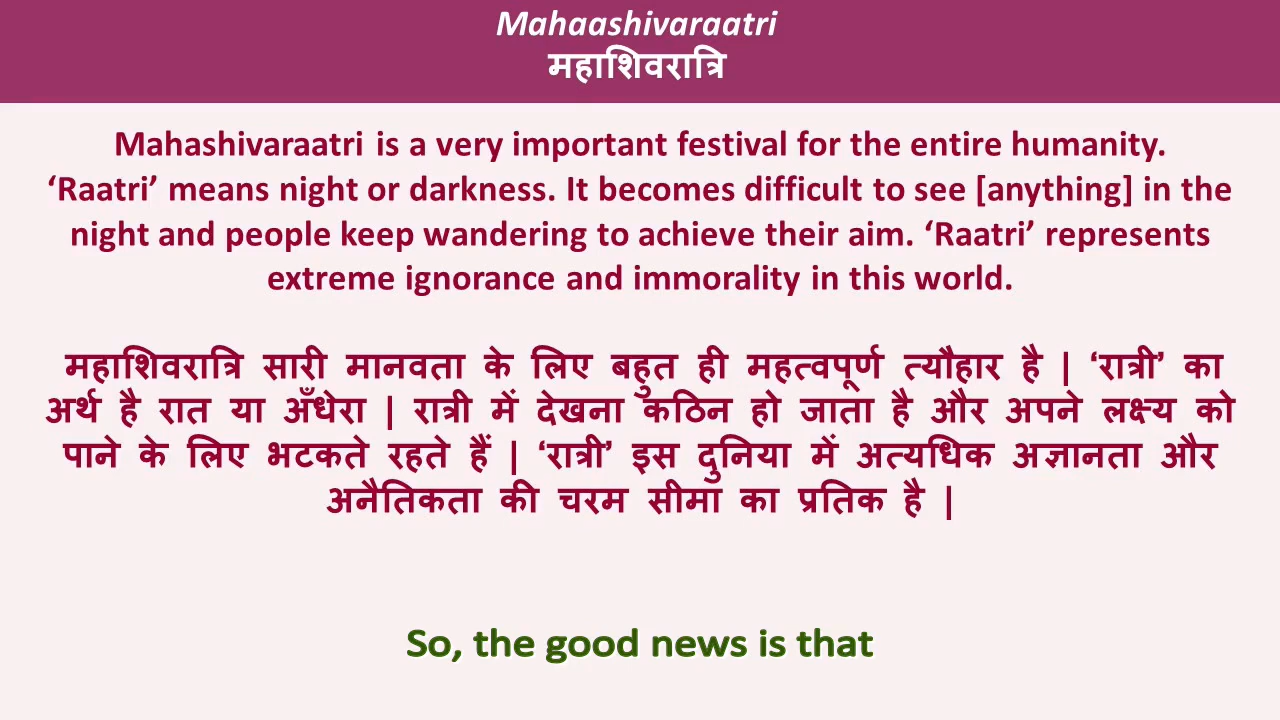 Mahaashivaraatri
महाशिवरात्रि
Mahashivaraatri is a very important festival for the entire humanity.
‘Raatri’ means night or darkness. It becomes difficult to see [anything] in the
night and people keep wandering to achieve their aim. ‘Raatri’ represents
extreme ignorance and immorality in this world.
महाशिवरात्रि सारी मानवता के लिए बहुत ही महत्वपूर्ण त्यौहार है | ‘रात्री’ का
अर्थ है रात या अँधेरा | रात्री में देखना कठिन हो जाता है और अपने लक्ष्य को
पाने के लिए भटकते रहते हैं | ‘रात्री’ इस दुनिया में अत्यधिक अज्ञानता और
अनैतिकता की चरम सीमा का प्रतिक है |
So, the good news is that